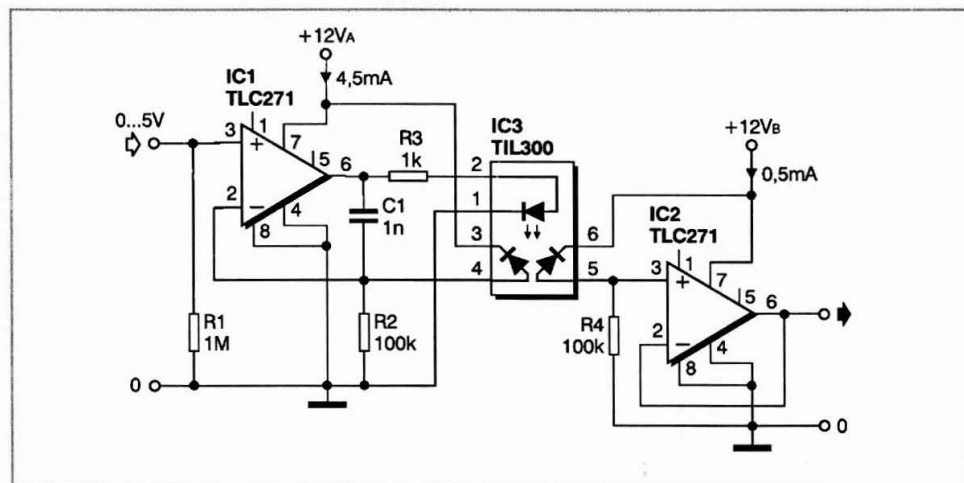 +12VA
4,5mA
IC1
TLC271
0...5V
3
1
7
5
6
2
4
8
R3
1k
C1
1n
R1
1M
R2
100k
0
IC3
TIL300
2
1
3
4
6
5
+12VB
0,5mA
IC2
TLC271
3
1
7
5
6
2
4
8
R4
100k
0